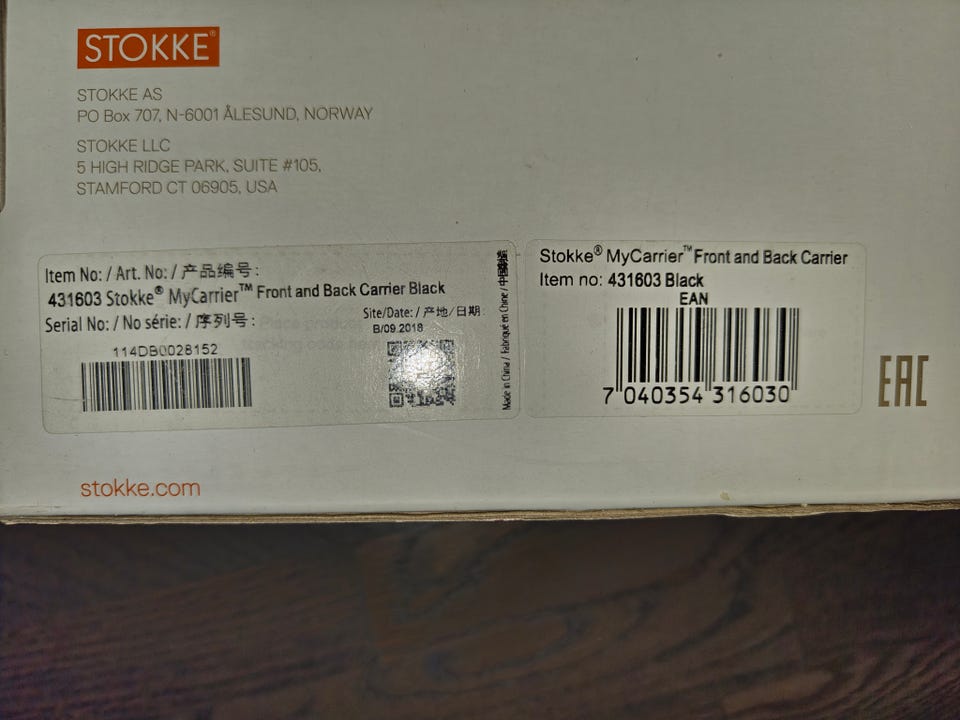 STOKKE®
STOKKE AS
PO Box 707, N-6001 ÅLESUND, NORWAY
STOKKE LLC
5 HIGH RIDGE PARK, SUITE #105,
STAMFORD CT 06905, USA
Item No: / Art. No: / 产品编号:
431603 Stokke® MyCarrier™ Front and Back Carrier Black
Serial No: / No série: / 序列号:
Site/Date: / 产地/日期:
B/09.2018
114DB0028152
Made in China / Fabriqué en Chine / 中国制造
Stokke® MyCarrier™ Front and Back Carrier
Item no: 431603 Black
EAN
7 040354 316030
EAC
stokke.com